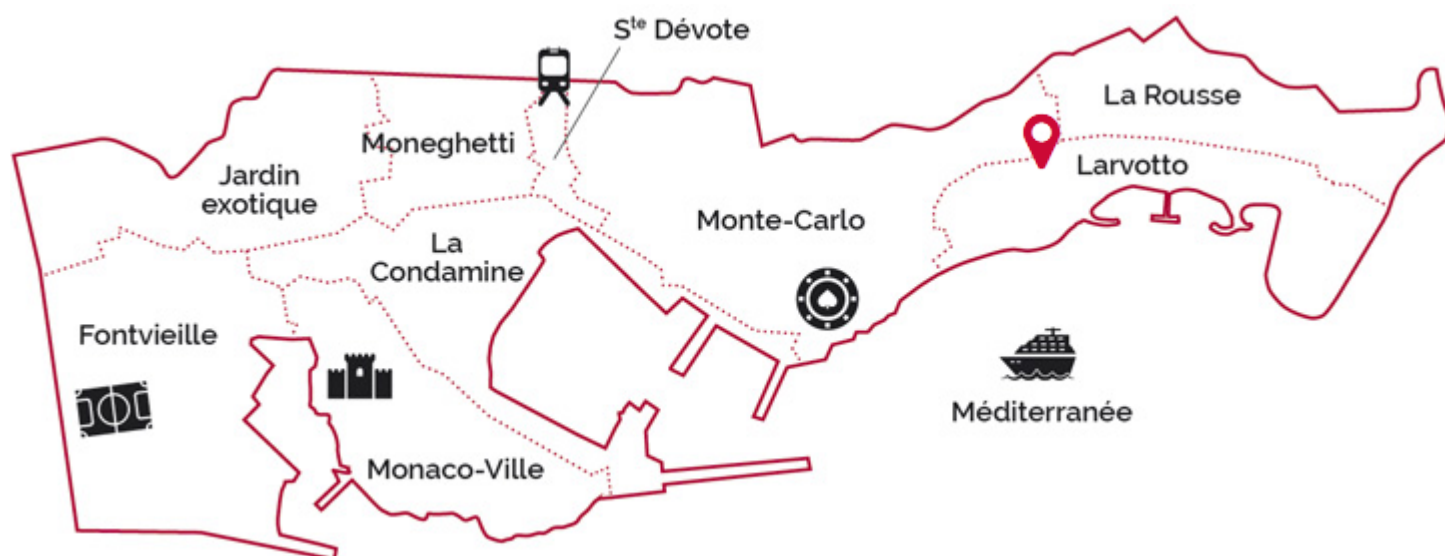 Sᵗᵉ Dévote
La Rousse
Moneghetti
Larvotto
Jardin
exotique
Monte-Carlo
La
Condamine
Fontvieille
Méditerranée
Monaco-Ville